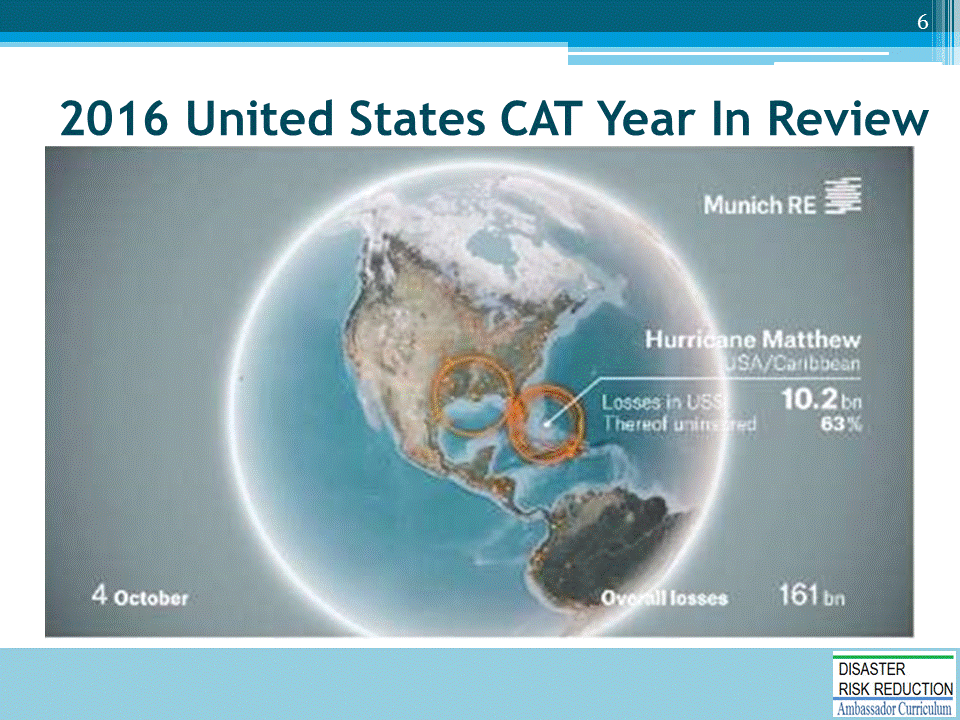 6
2016 United States CAT Year In Review
Munich RE
Hurricane Matthew
USA/Caribbean
Losses in US$ 10.2 bn
Thereof uninsured 63%
4 October
Overall losses 161 bn
DISASTER
RISK REDUCTION
Ambassador Curriculum